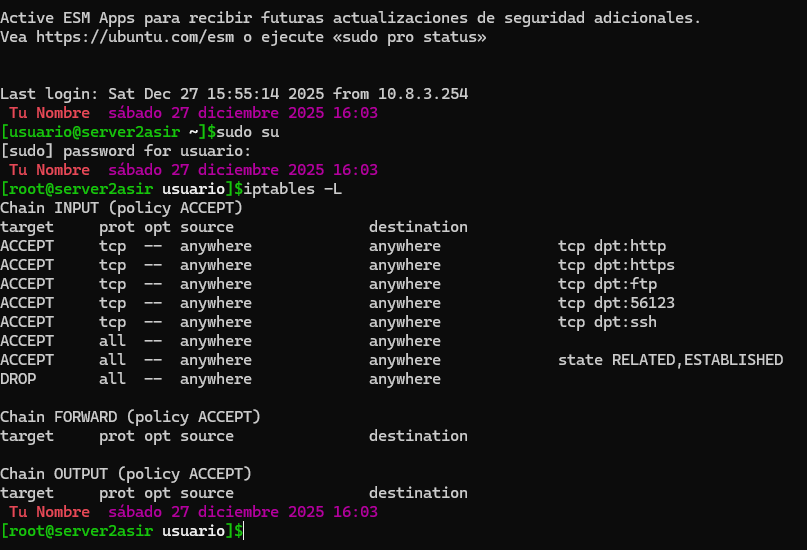 Active ESM Apps para recibir futuras actualizaciones de seguridad adicionales.
Vea https://ubuntu.com/esm o ejecute «sudo pro status»
Last login: Sat Dec 27 15:55:14 2025 from 10.8.3.254
Tu Nombre  sábado 27 diciembre 2025 16:03
[usuario@server2asir ~]$sudo su
[sudo] password for usuario:
Tu Nombre  sábado 27 diciembre 2025 16:03
[root@server2asir usuario]$iptables -L
Chain INPUT (policy ACCEPT)
target     prot opt source               destination
ACCEPT     tcp  --  anywhere             anywhere             tcp dpt:http
ACCEPT     tcp  --  anywhere             anywhere             tcp dpt:https
ACCEPT     tcp  --  anywhere             anywhere             tcp dpt:ftp
ACCEPT     tcp  --  anywhere             anywhere             tcp dpt:56123
ACCEPT     tcp  --  anywhere             anywhere             tcp dpt:ssh
ACCEPT     all  --  anywhere             anywhere
ACCEPT     all  --  anywhere             anywhere             state RELATED,ESTABLISHED
DROP       all  --  anywhere             anywhere
Chain FORWARD (policy ACCEPT)
target     prot opt source               destination
Chain OUTPUT (policy ACCEPT)
target     prot opt source               destination
Tu Nombre  sábado 27 diciembre 2025 16:03
[root@server2asir usuario]$